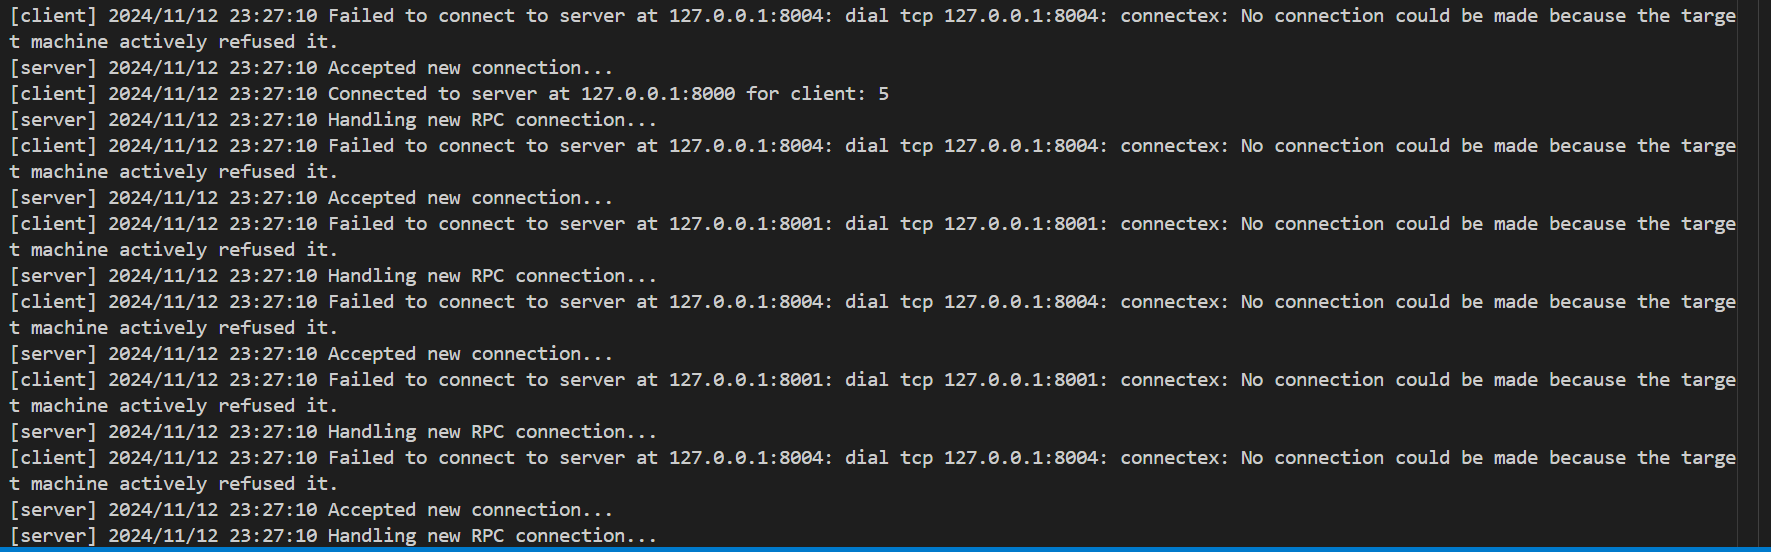 [client] 2024/11/12 23:27:10 Failed to connect to server at 127.0.0.1:8004: dial tcp 127.0.0.1:8004: connectex: No connection could be made because the targe
t machine actively refused it.
[server] 2024/11/12 23:27:10 Accepted new connection...
[client] 2024/11/12 23:27:10 Connected to server at 127.0.0.1:8000 for client: 5
[server] 2024/11/12 23:27:10 Handling new RPC connection...
[client] 2024/11/12 23:27:10 Failed to connect to server at 127.0.0.1:8004: dial tcp 127.0.0.1:8004: connectex: No connection could be made because the targe
t machine actively refused it.
[server] 2024/11/12 23:27:10 Accepted new connection...
[client] 2024/11/12 23:27:10 Failed to connect to server at 127.0.0.1:8001: dial tcp 127.0.0.1:8001: connectex: No connection could be made because the targe
t machine actively refused it.
[server] 2024/11/12 23:27:10 Handling new RPC connection...
[client] 2024/11/12 23:27:10 Failed to connect to server at 127.0.0.1:8004: dial tcp 127.0.0.1:8004: connectex: No connection could be made because the targe
t machine actively refused it.
[server] 2024/11/12 23:27:10 Accepted new connection...
[client] 2024/11/12 23:27:10 Failed to connect to server at 127.0.0.1:8001: dial tcp 127.0.0.1:8001: connectex: No connection could be made because the targe
t machine actively refused it.
[server] 2024/11/12 23:27:10 Handling new RPC connection...
[client] 2024/11/12 23:27:10 Failed to connect to server at 127.0.0.1:8004: dial tcp 127.0.0.1:8004: connectex: No connection could be made because the targe
t machine actively refused it.
[server] 2024/11/12 23:27:10 Accepted new connection...
[server] 2024/11/12 23:27:10 Handling new RPC connection...